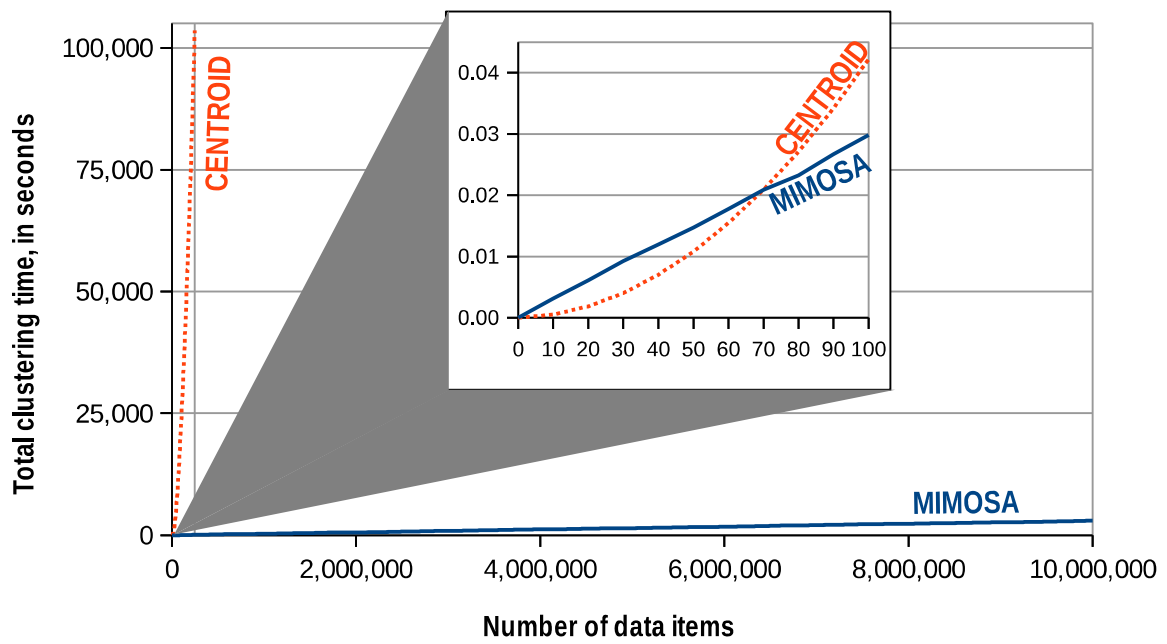 Total clustering time, in seconds
100,000
75,000
50,000
25,000
0
CENTROID
0.04
0.03
0.02
0.01
0.00
CENTROID
MIMOSA
0 10 20 30 40 50 60 70 80 90 100
MIMOSA
0 2,000,000 4,000,000 6,000,000 8,000,000 10,000,000
Number of data items